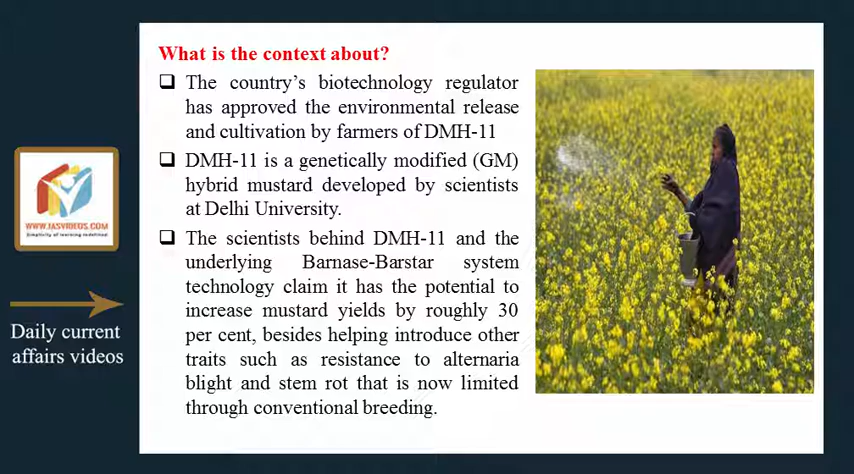 What is the context about?
❑ The country's biotechnology regulator
has approved the environmental release
and cultivation by farmers of DMH-11
❑ DMH-11 is a genetically modified (GM)
hybrid mustard developed by scientists
at Delhi University.
❑ The scientists behind DMH-11 and the
underlying Barnase-Barstar system
technology claim it has the potential to
increase mustard yields by roughly 30
per cent, besides helping introduce other
traits such as resistance to alternaria
blight and stem rot that is now limited
through conventional breeding.
WWW.IASVIDEOS.COM
Simplicity of learning redefined
Daily current
affairs videos